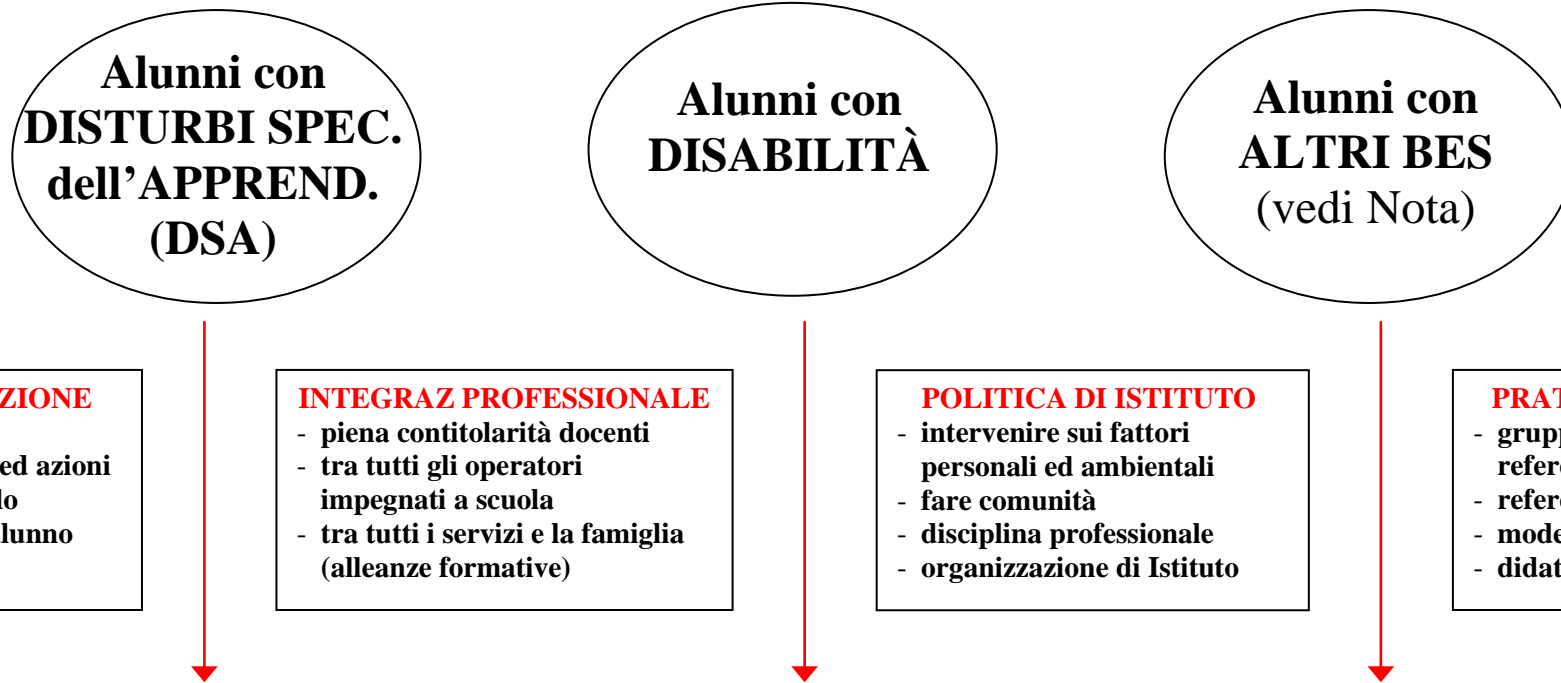 Alunni con
DISTURBI SPEC.
dell’APPREND.
(DSA)
Alunni con
DISABILITÀ
Alunni con
ALTRI BES
(vedi Nota)
ZIONE
ed azioni
lo
lunno
INTEGRAZ PROFESSIONALE
- piena contitolarità docenti
- tra tutti gli operatori
impegnati a scuola
- tra tutti i servizi e la famiglia
(alleanze formative)
POLITICA DI ISTITUTO
- intervenire sui fattori
personali ed ambientali
- fare comunità
- disciplina professionale
- organizzazione di Istituto
PRAT
- grupp
refere
- refere
- mode
- didat